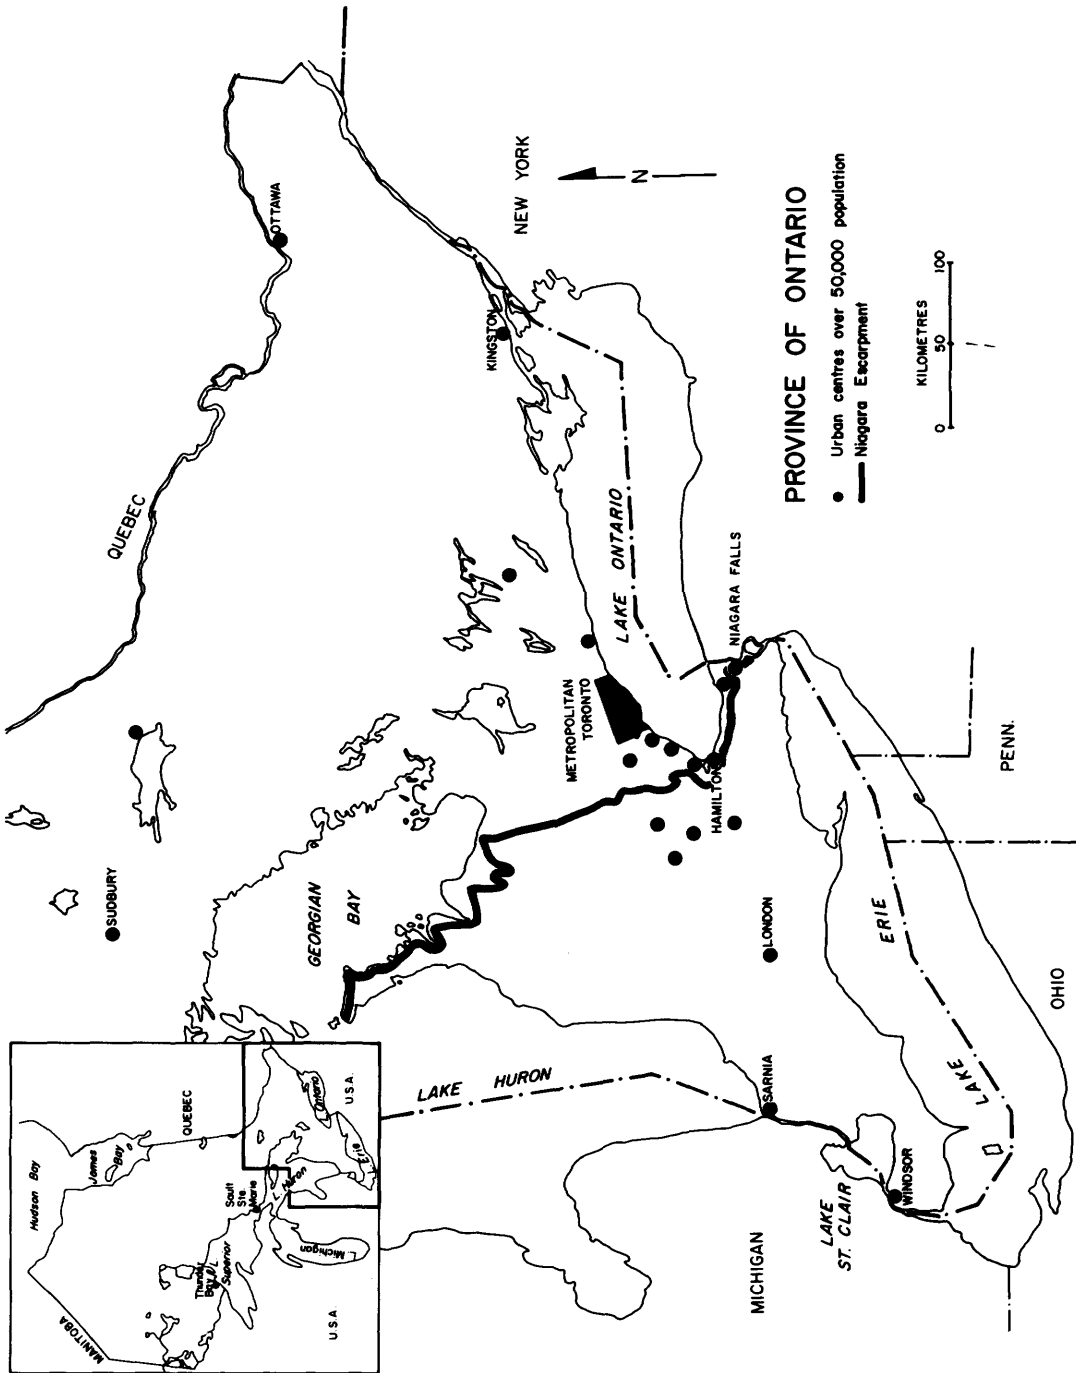 Hudson Bay
James
Bay
QUEBEC
MANITOBA
Thunder
Bay
L.
Superior
Sault
Ste.
Marie
L. Huron
L. Michigan
Ontario
Erie
U.S.A.
U.S.A
SUDBURY
QUEBEC
OTTAWA
GEORGIAN
BAY
KINGSTON
NEW YORK
N
METROPOLITAN
TORONTO
LAKE ONTARIO
HAMILTON
NIAGARA FALLS
LAKE HURON
SARNIA
LONDON
LAKE
ST. CLAIR
WINDSOR
MICHIGAN
LAKE ERIE
OHIO
PENN.
PROVINCE OF ONTARIO
Urban centres over 50,000 population
Niagara Escarpment
KILOMETRES
0 50 100